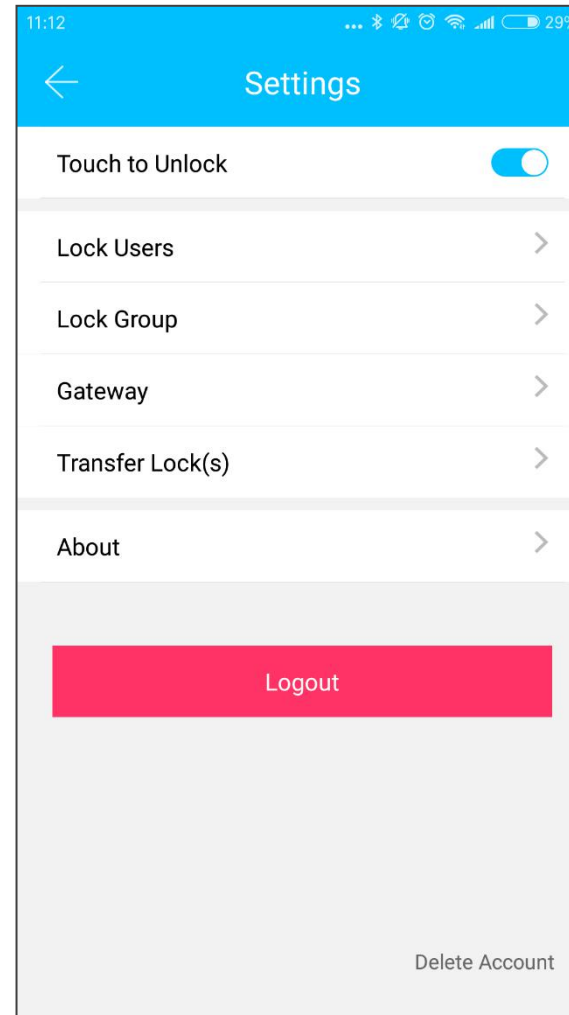 11:12 ... 29%
Settings
Touch to Unlock
Lock Users
Lock Group
Gateway
Transfer Lock(s)
About
Logout
Delete Account